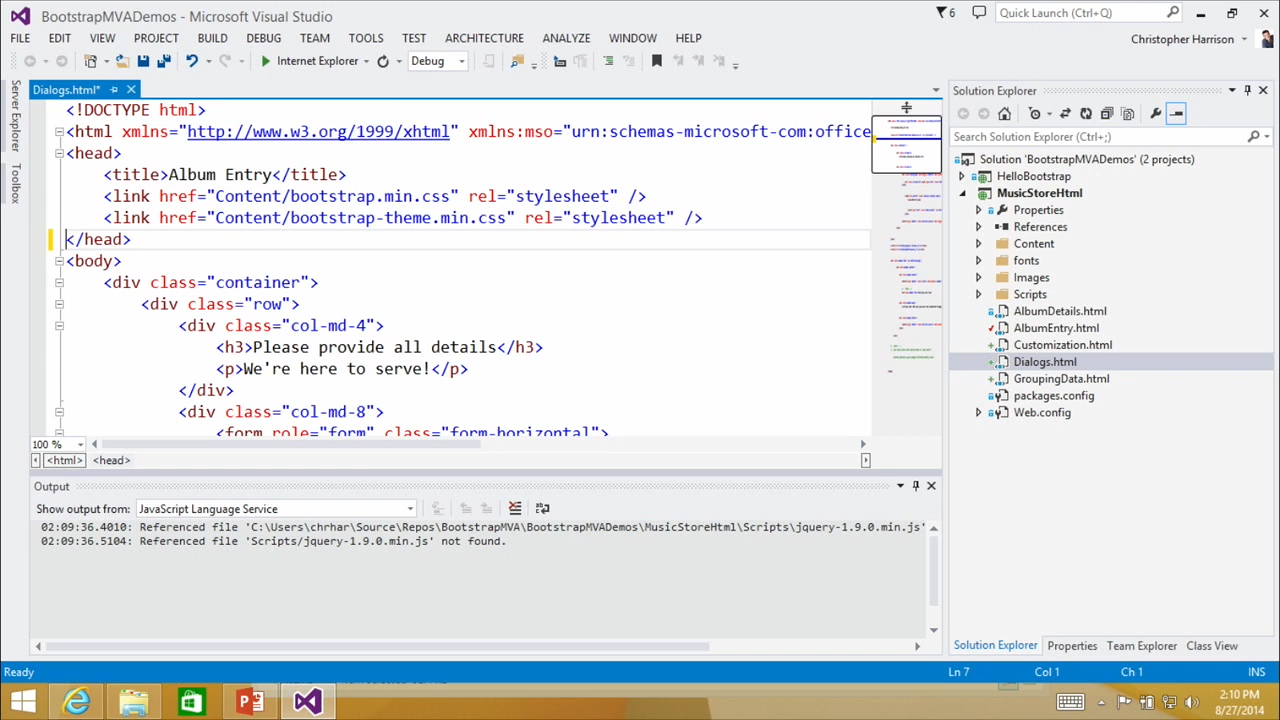 BootstrapMVADemos - Microsoft Visual Studio
6
Quick Launch (Ctrl+Q)
FILE EDIT VIEW PROJECT BUILD DEBUG TEAM TOOLS TEST ARCHITECTURE ANALYZE WINDOW HELP
Christopher Harrison
Internet Explorer
Debug
Server Explorer
Toolbox
Dialogs.html*
<!DOCTYPE html>
<html xmlns="http://www.w3.org/1999/xhtml" xmlns:mso="urn:schemas-microsoft-com:office
<head>
<title>Album Entry</title>
<link href="Content/bootstrap.min.css" rel="stylesheet" />
<link href="Content/bootstrap-theme.min.css" rel="stylesheet" />
</head>
<body>
<div class="container">
<div class="row">
<div class="col-md-4">
<h3>Please provide all details</h3>
<p>We're here to serve!</p>
</div>
<div class="col-md-8">
<form role="form" class="form-horizontal">
100 %
<html> <head>
Output
Show output from: JavaScript Language Service
02:09:36.4010: Referenced file 'C:\Users\chrhar\Source\Repos\BootstrapMVA\BootstrapMVADemos\MusicStoreHtml\Scripts\jquery-1.9.0.min.js'
02:09:36.5104: Referenced file 'Scripts/jquery-1.9.0.min.js' not found.
Solution Explorer
Search Solution Explorer (Ctrl+;)
Solution 'BootstrapMVADemos' (2 projects)
HelloBootstrap
MusicStoreHtml
Properties
References
Content
fonts
Images
Scripts
AlbumDetails.html
AlbumEntry.html
Customization.html
Dialogs.html
GroupingData.html
packages.config
Web.config
Solution Explorer Properties Team Explorer Class View
Ready
Ln 7 Col 1 Ch 1 INS
2:10 PM
8/27/2014